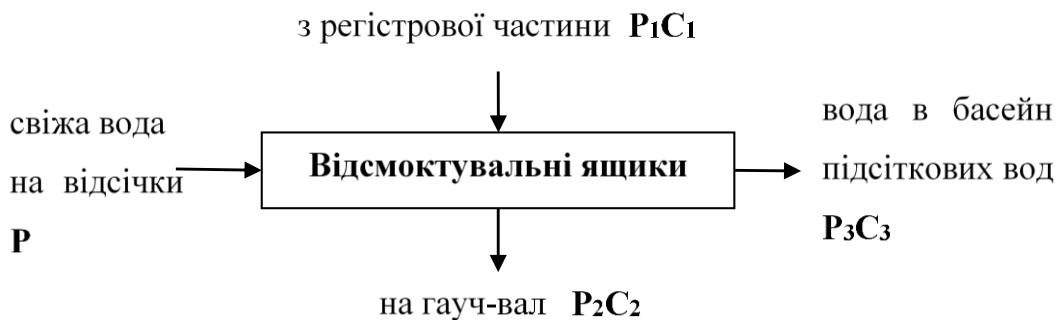 з регістрової частини P₁C₁
свіжа вода
на відсічки
P
Відсмоктувальні ящики
вода в басейн
підсіткових вод
P₃C₃
на гауч-вал P₂C₂